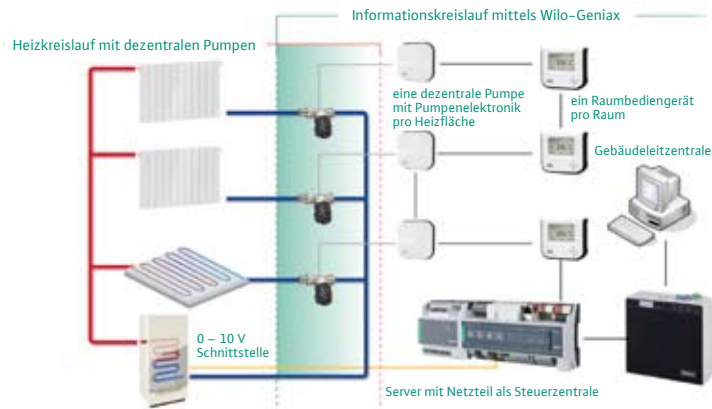 Informationskreislauf mittels Wilo-Geniax
Heizkreislauf mit dezentralen Pumpen
eine dezentrale Pumpe
mit Pumpenelektronik
pro Heizfläche
ein Raumbediengerät
pro Raum
Gebäudeleitzentrale
0 – 10 V
Schnittstelle
Server mit Netzteil als Steuerzentrale